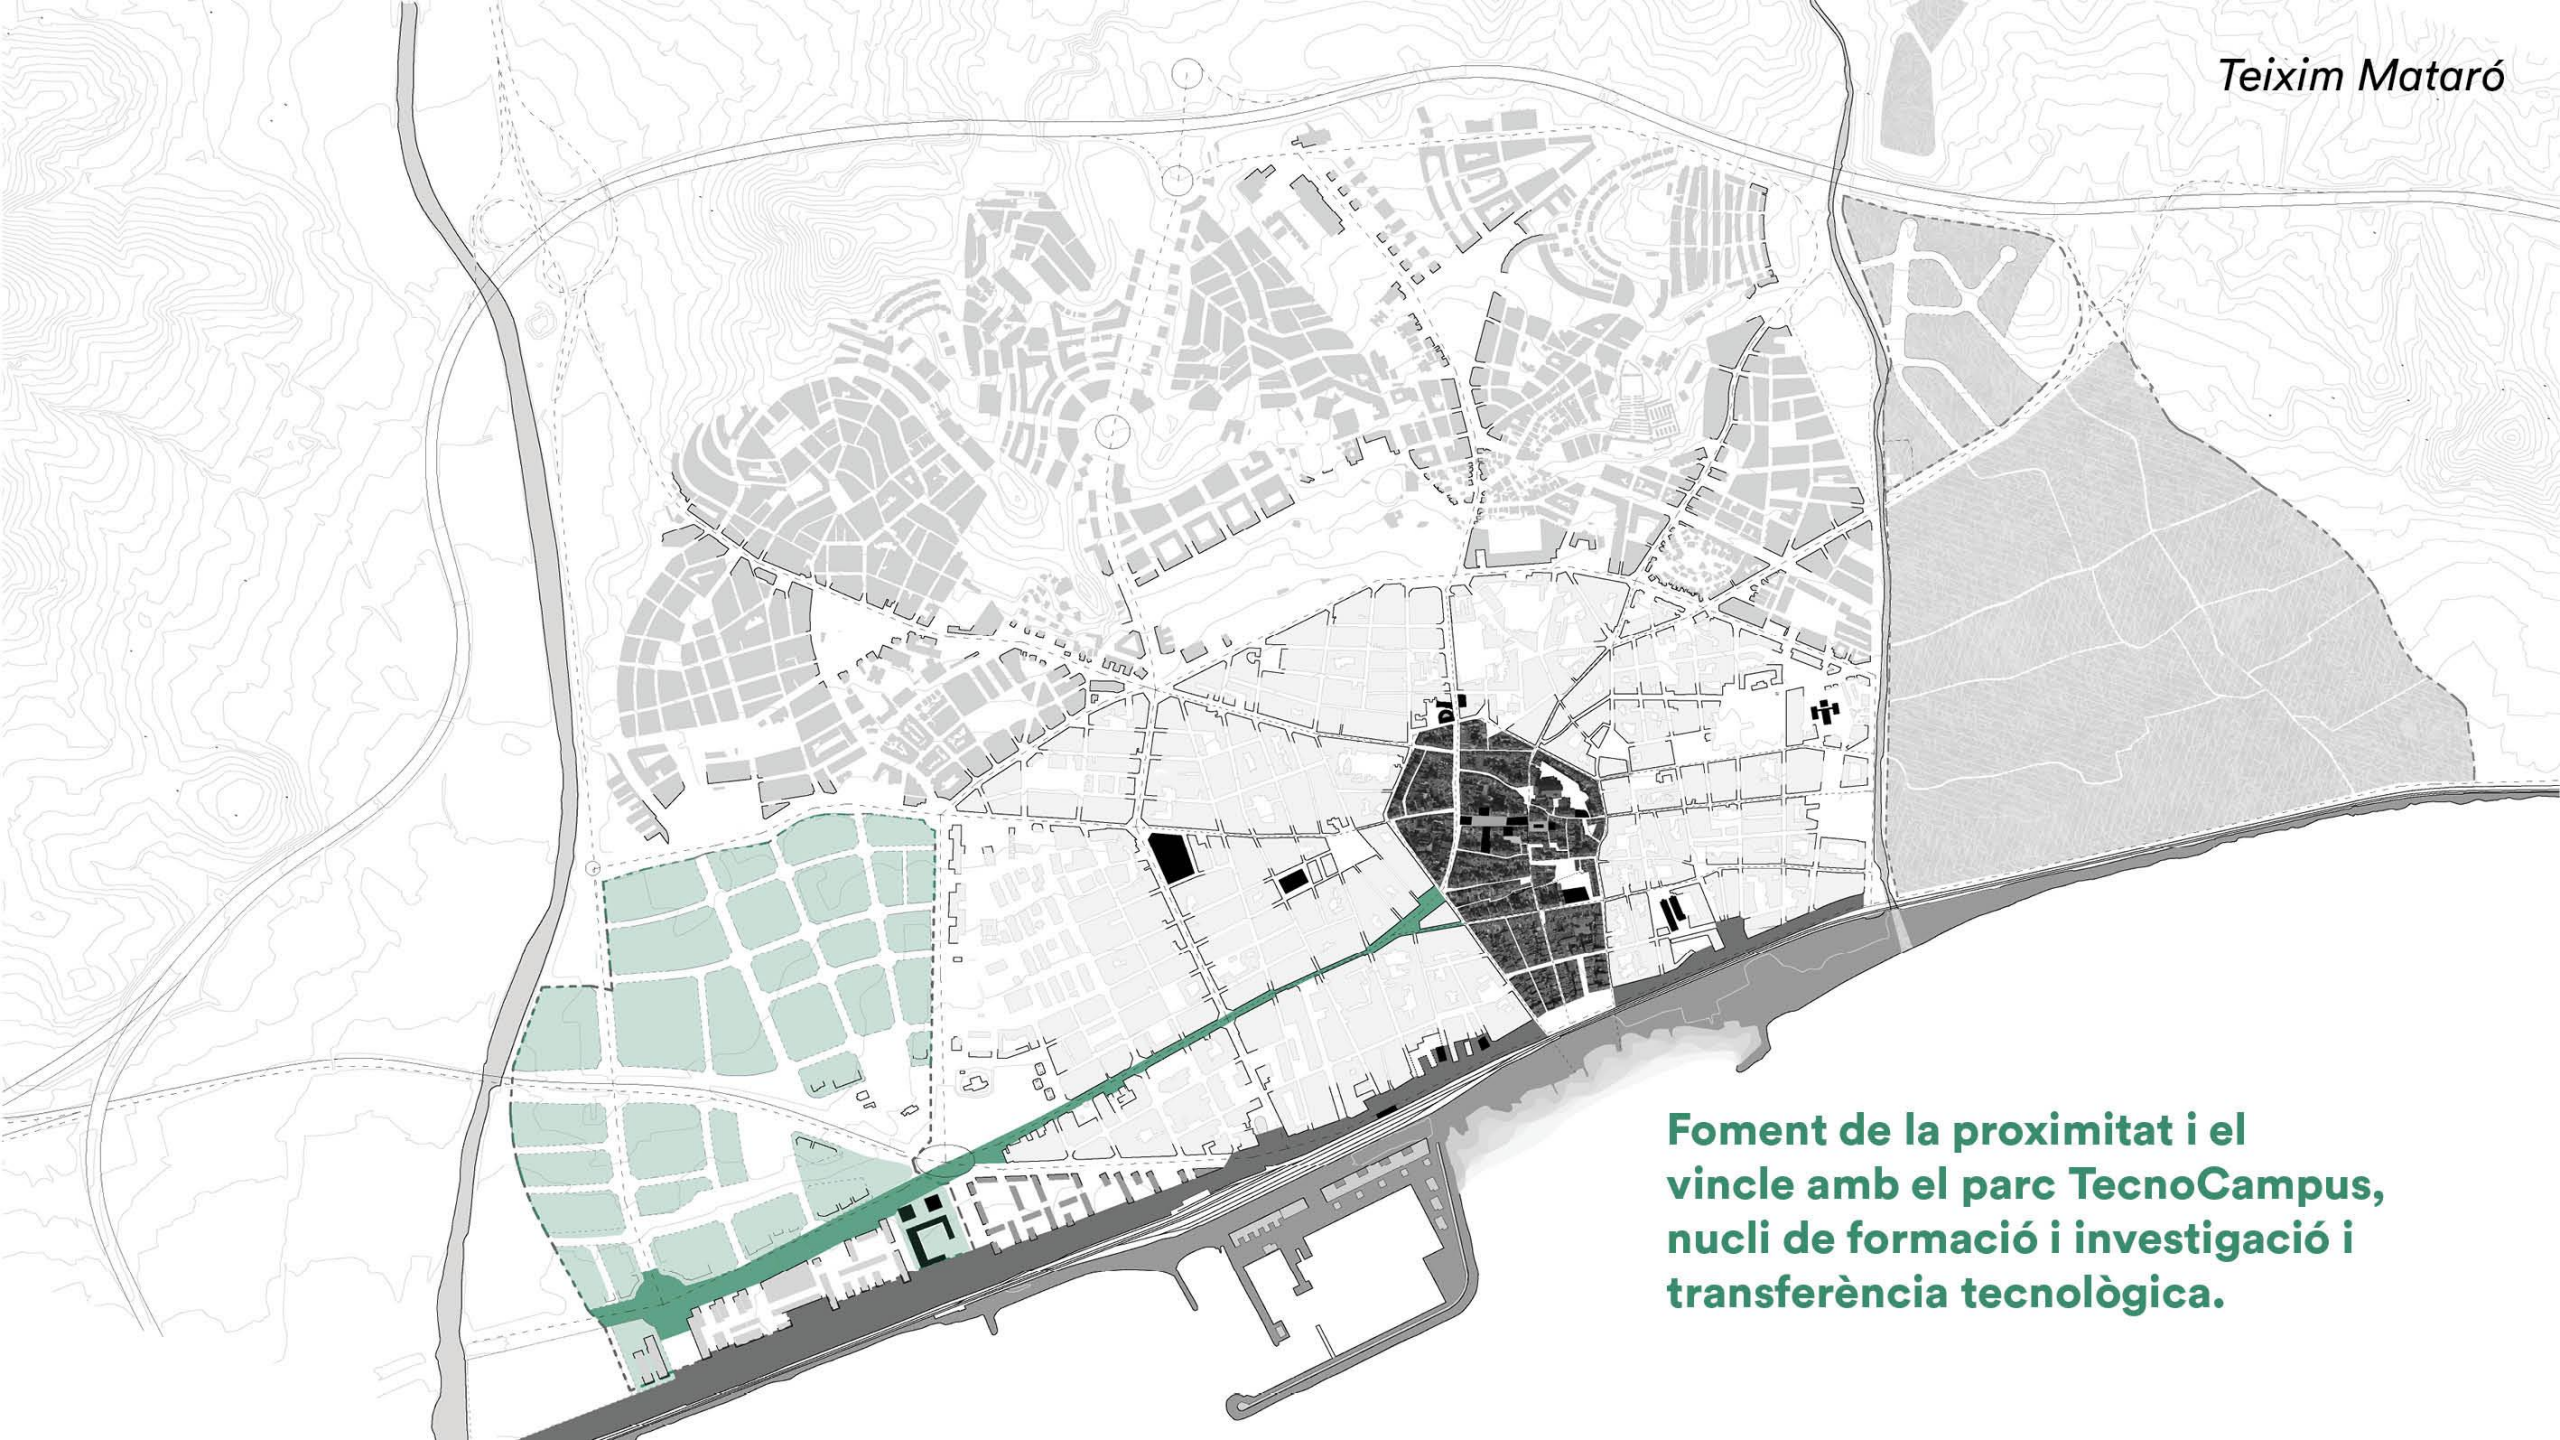 Teixim Mataró
Foment de la proximitat i el
vincle amb el parc TecnoCampus,
nucli de formació i investigació i
transferència tecnològica.